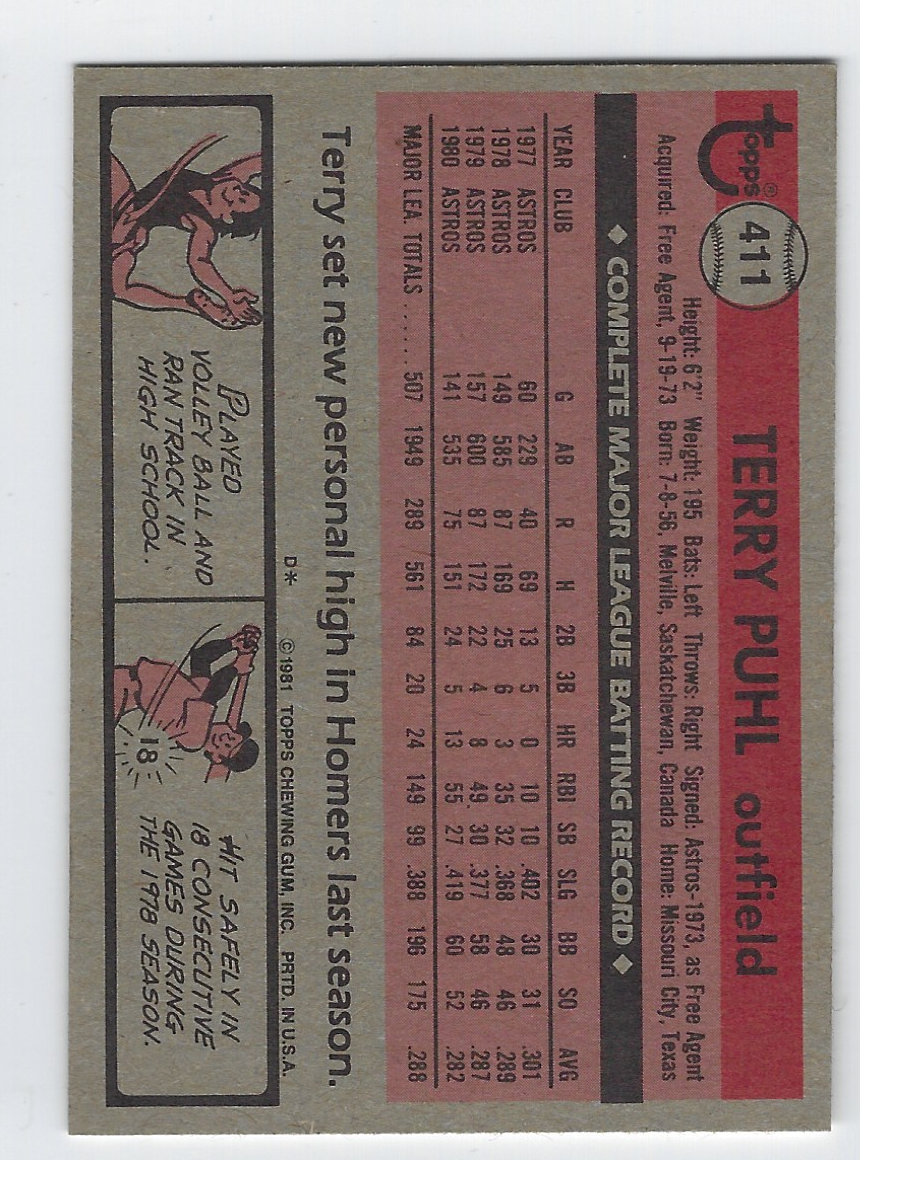 topps®
411
TERRY PUHL outfield
Height: 6'2" Weight: 195 Bats: Left Throws: Right Signed: Astros-1973, as Free Agent
Acquired: Free Agent, 9-19-73 Born: 7-8-56, Melville, Saskatchewan, Canada Home: Missouri City, Texas
◆ COMPLETE MAJOR LEAGUE BATTING RECORD ◆
YEAR CLUB G AB R H 2B 3B HR RBI SB SLG BB SO AVG
1977 ASTROS 60 229 40 69 13 5 0 10 10 .402 30 31 .301
1978 ASTROS 149 585 87 169 25 6 3 35 32 .368 48 46 .289
1979 ASTROS 157 600 87 172 22 4 8 49 30 .377 58 46 .287
1980 ASTROS 141 535 75 151 24 5 13 55 27 .419 60 52 .282
MAJOR LEA. TOTALS ..... 507 1949 289 561 84 20 24 149 99 .388 196 175 .288
Terry set new personal high in Homers last season.
D* ©1981 TOPPS CHEWING GUM, INC. PRTD. IN U.S.A.
PLAYED
VOLLEY BALL AND
RAN TRACK IN
HIGH SCHOOL.
18
HIT SAFELY IN
18 CONSECUTIVE
GAMES DURING
THE 1978 SEASON.